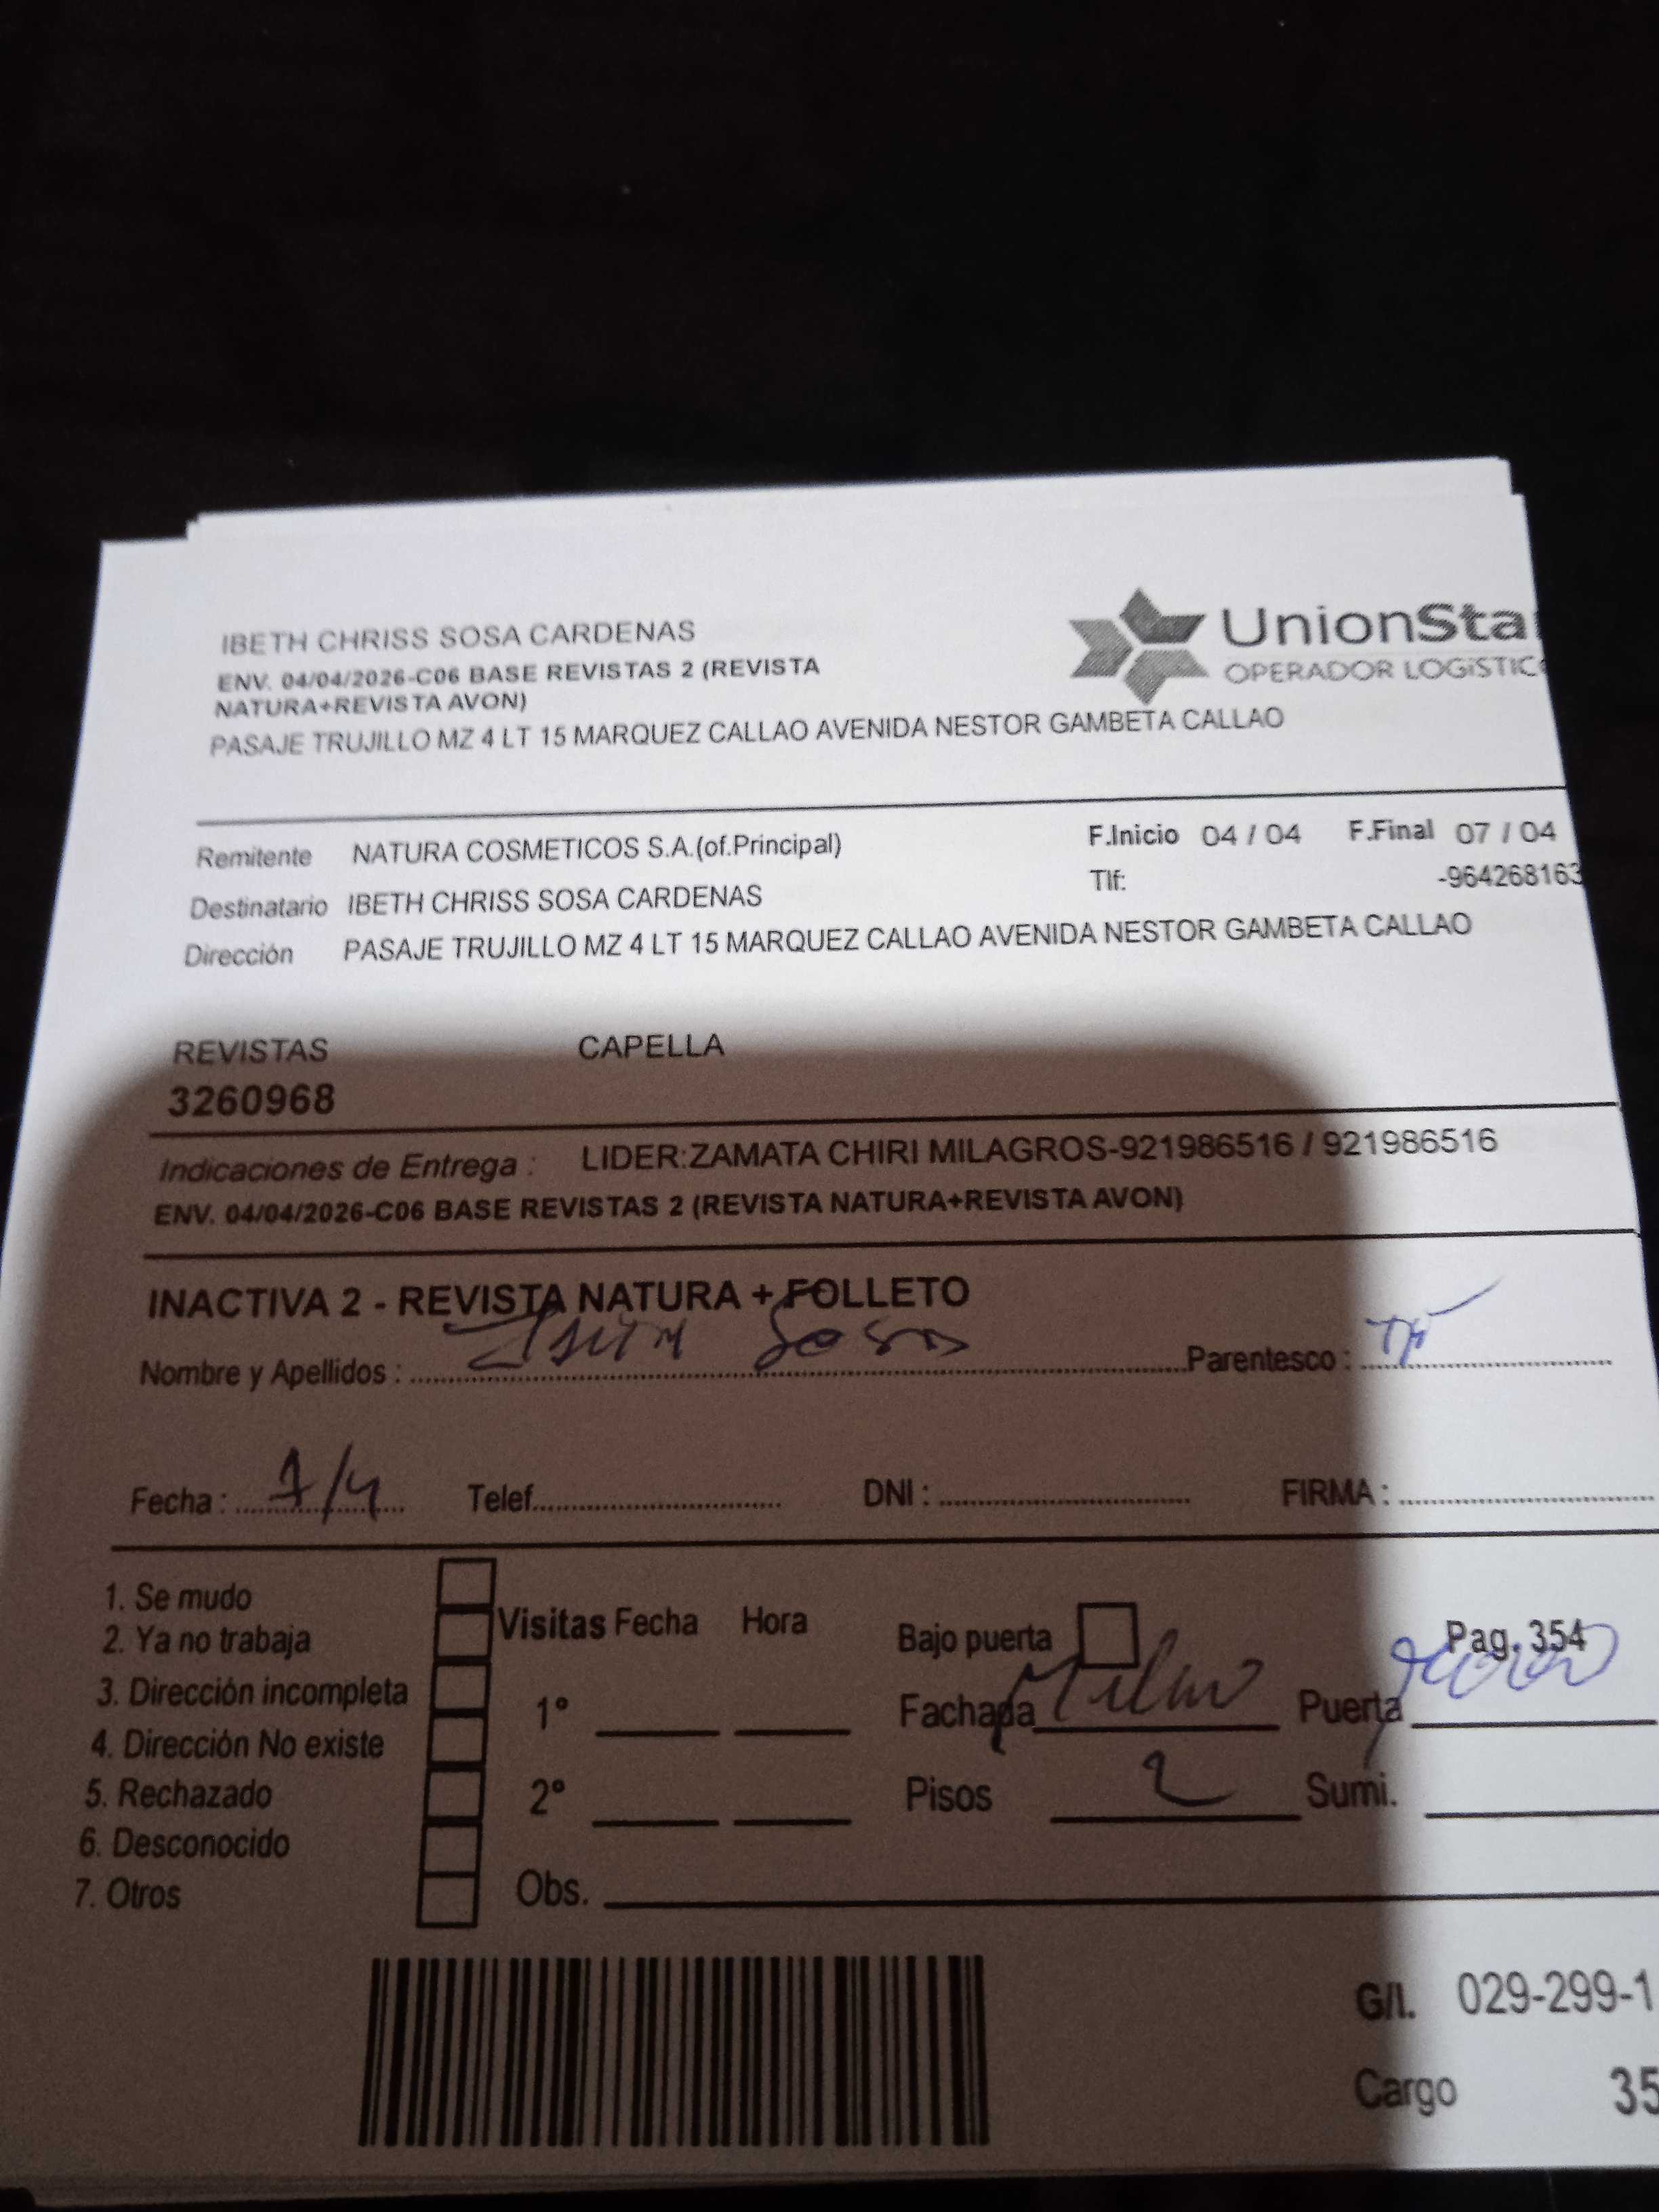 IBETH CHRISS SOSA CARDENAS
ENV. 04/04/2026-C06 BASE REVISTAS 2 (REVISTA
NATURA+REVISTA AVON)
PASAJE TRUJILLO MZ 4 LT 15 MARQUEZ CALLAO AVENIDA NESTOR GAMBETA CALLAO
UnionSta
OPERADOR LOGÍSTIC
Remitente NATURA COSMETICOS S.A.(of.Principal) F.Inicio 04 / 04 F.Final 07 / 04
Destinatario IBETH CHRISS SOSA CARDENAS Tlf: -964268163
Dirección PASAJE TRUJILLO MZ 4 LT 15 MARQUEZ CALLAO AVENIDA NESTOR GAMBETA CALLAO
REVISTAS CAPELLA
3260968
Indicaciones de Entrega : LIDER:ZAMATA CHIRI MILAGROS-921986516 / 921986516
ENV. 04/04/2026-C06 BASE REVISTAS 2 (REVISTA NATURA+REVISTA AVON)
INACTIVA 2 - REVISTA NATURA + FOLLETO
Nombre y Apellidos : Sosa Parentesco :
Fecha : 7/4 Telef. DNI : FIRMA :
1. Se mudo
2. Ya no trabaja
3. Dirección incompleta
4. Dirección No existe
5. Rechazado
6. Desconocido
7. Otros
Visitas Fecha Hora
1º
2º
Obs.
Bajo puerta Pag. 354
Fachada Puerta
Pisos 2 Sumi.
G/I. 029-299-1
Cargo 35